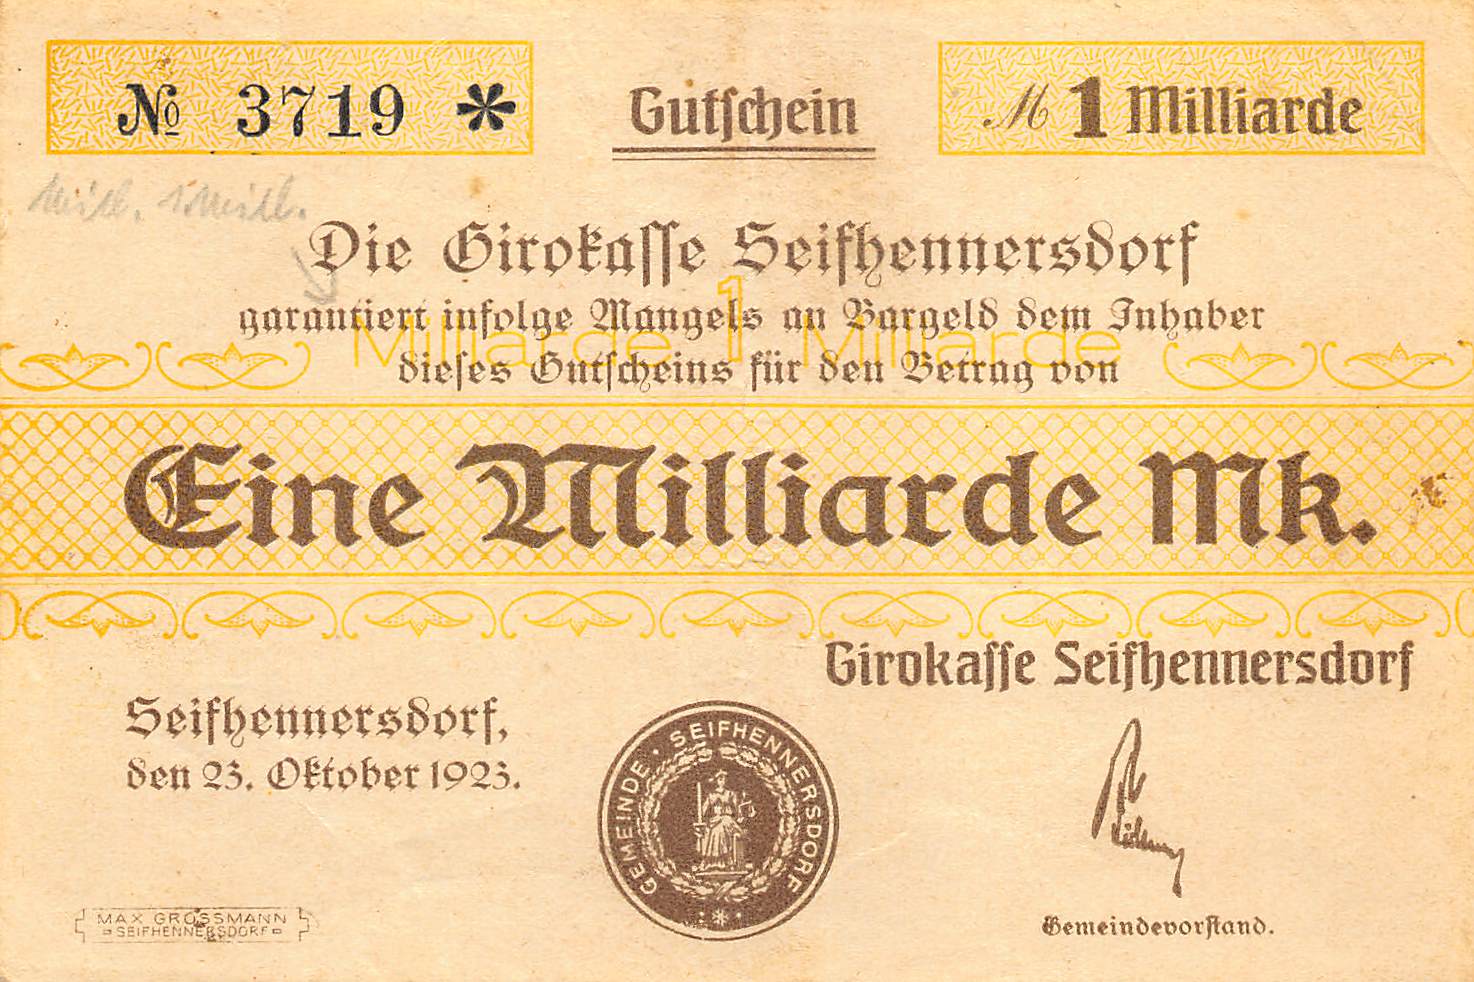 № 3719 *
Gutschein
M 1 Milliarde
Die Girokasse Seifhennersdorf
garantiert infolge Mangels an Bargeld dem Inhaber
Milliarde 1 Milliarde
dieses Gutscheins für den Betrag von
Eine Milliarde Mk.
Girokasse Seifhennersdorf
Seifhennersdorf,
den 23. Oktober 1923.
GEMEINDE · SEIFHENNERSDORF
Gemeindevorstand.
MAX GROSSMANN
SEIFHENNERSDORF